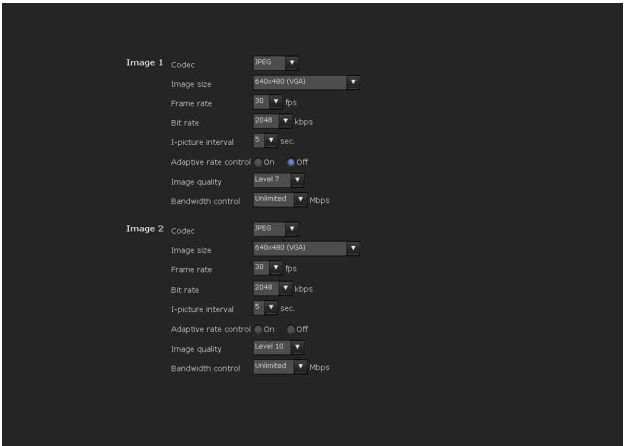 Image 1 Codec JPEG
Image size 640x480 (VGA)
Frame rate 30 fps
Bit rate 2048 kbps
I-picture interval 5 sec.
Adaptive rate control On Off
Image quality Level 7
Bandwidth control Unlimited Mbps
Image 2 Codec JPEG
Image size 640x480 (VGA)
Frame rate 30 fps
Bit rate 2048 kbps
I-picture interval 5 sec.
Adaptive rate control On Off
Image quality Level 10
Bandwidth control Unlimited Mbps